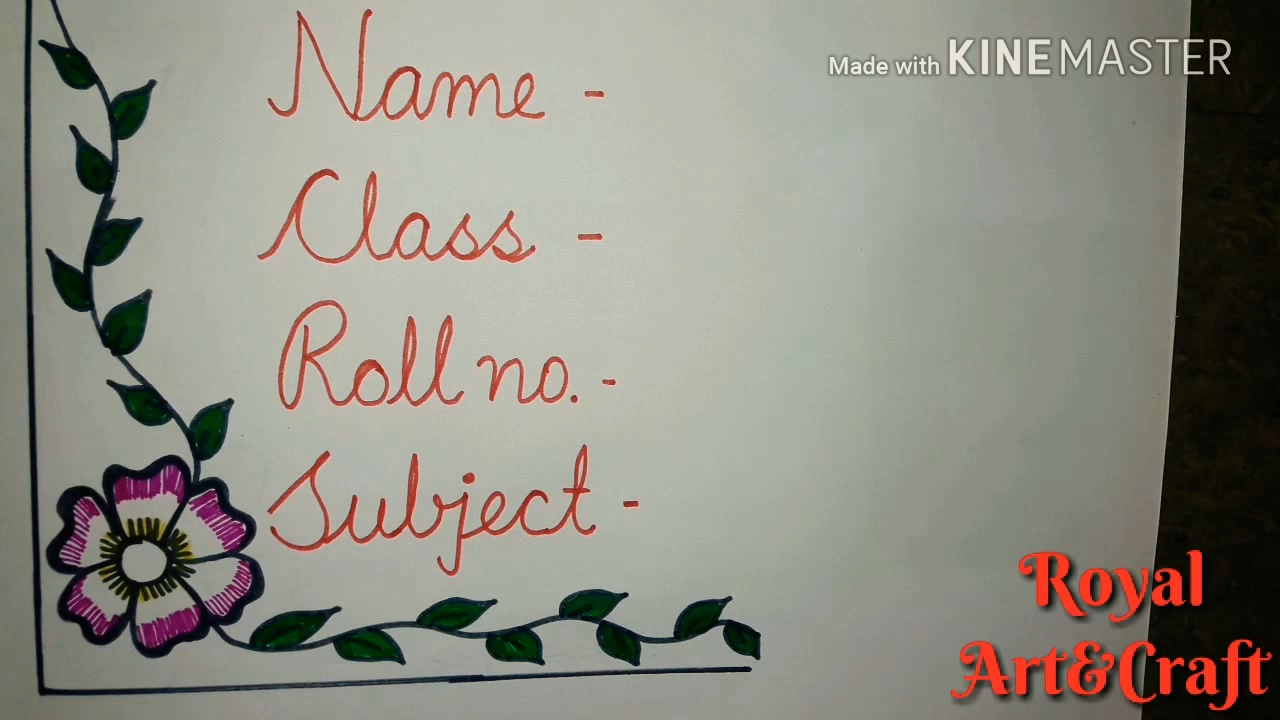 Name -
Made with KINEMASTER
Class -
Roll no. -
Subject -
Royal
Art&Craft